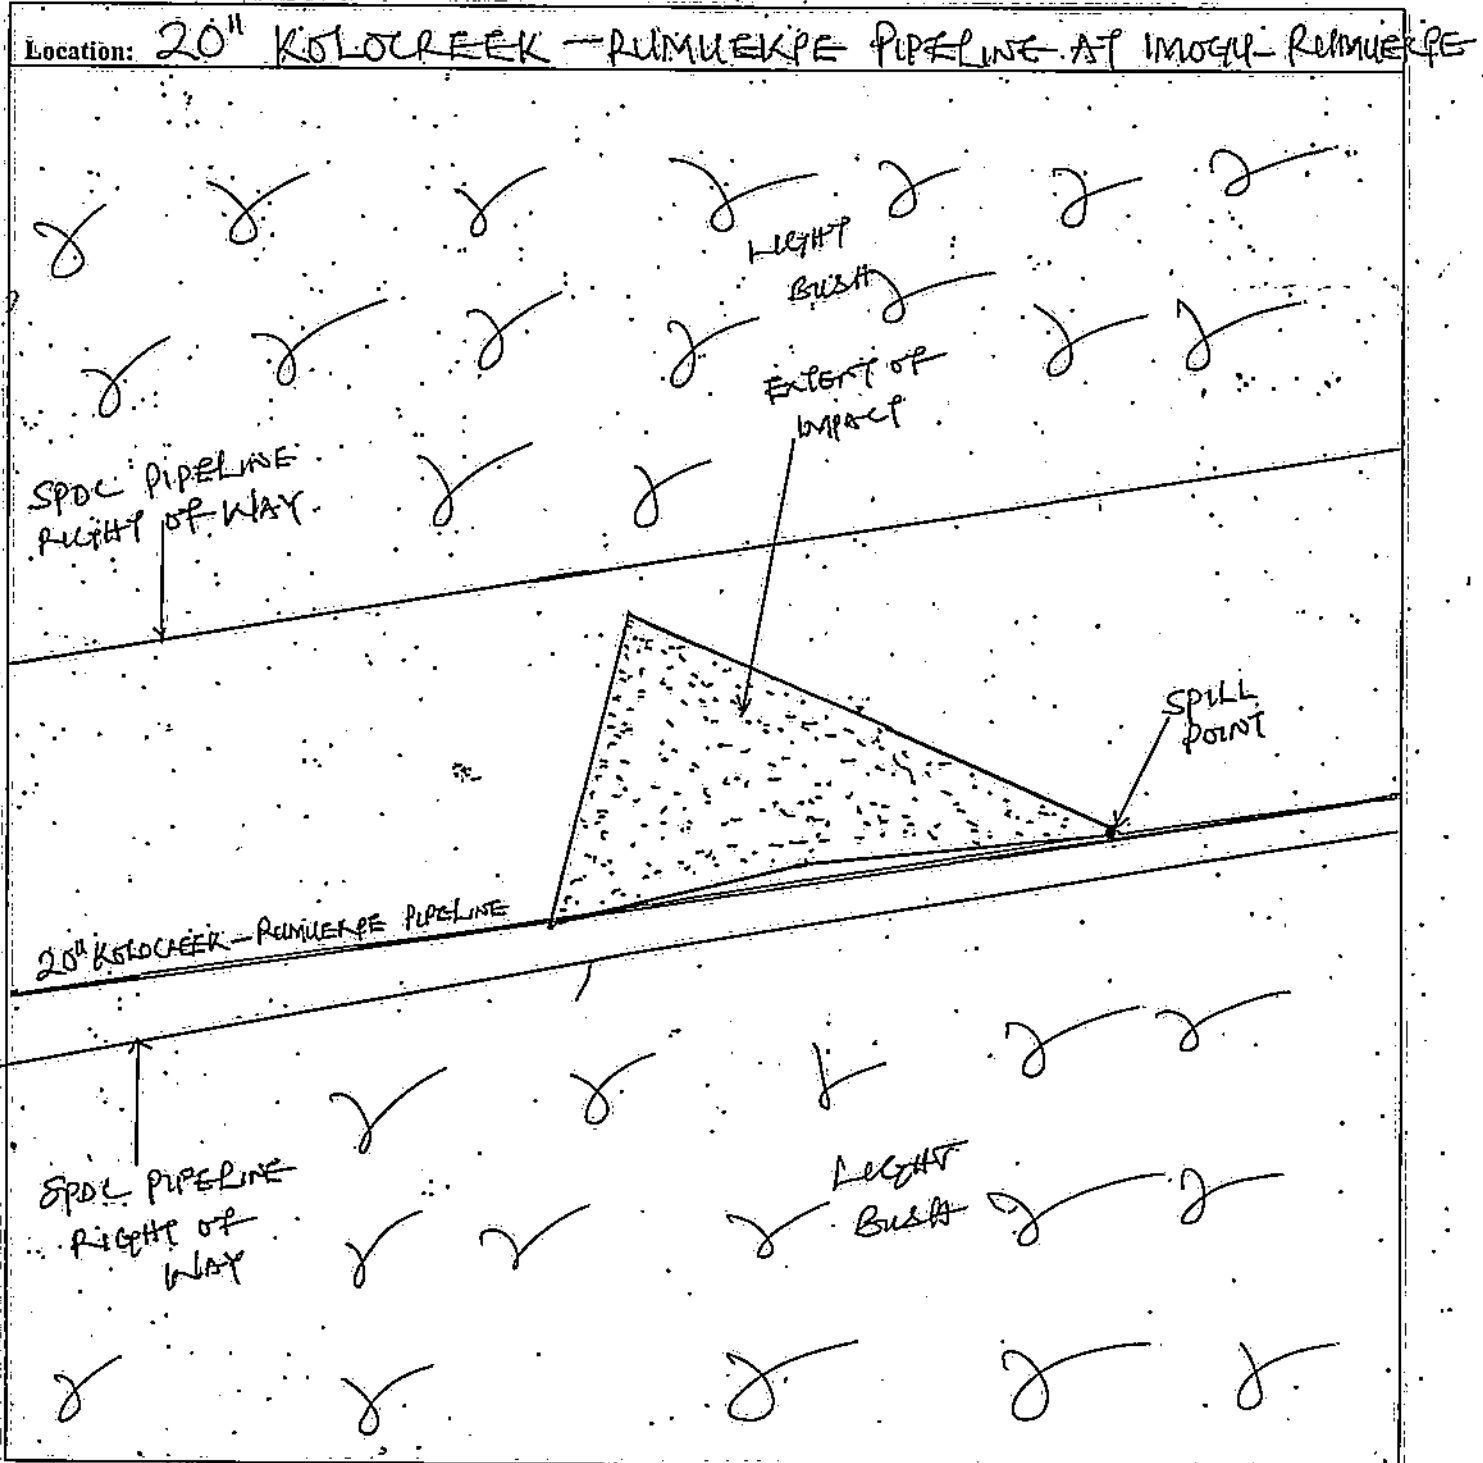 Location: 20" KOLOCREEK - RUMUEKPE PIPELINE AT IMOGU - RUMUEKPE
LIGHT
BUSH
EXTENT OF
IMPACT
SPDC PIPELINE
RIGHT OF WAY.
SPILL
POINT
20" KOLOCREEK - RUMUEKPE PIPELINE
SPDC PIPELINE
RIGHT OF
WAY
LIGHT
BUSH